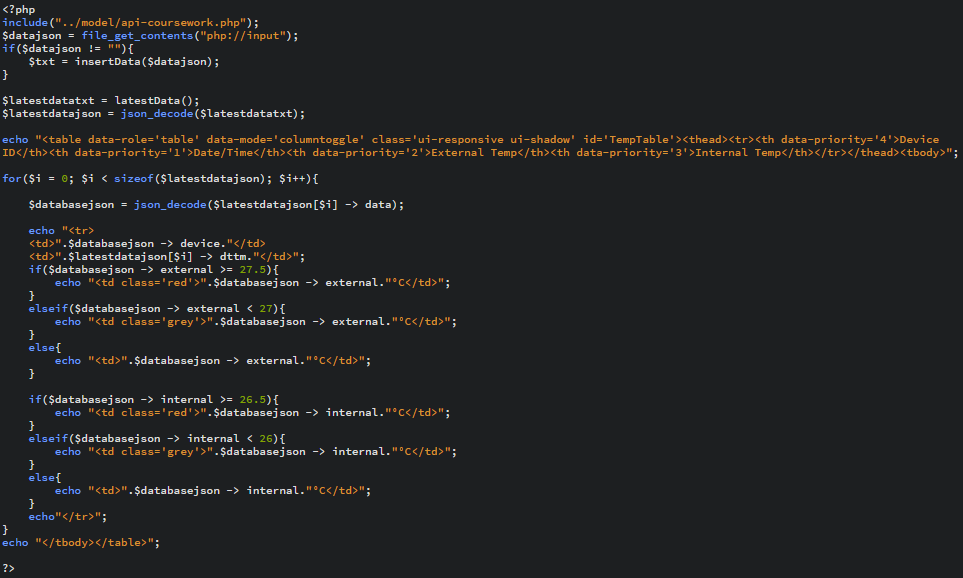 <?php
include("../model/api-coursework.php");
$datajson = file_get_contents("php://input");
if($datajson != ""){
    $txt = insertData($datajson);
}
$latestdatatxt = latestData();
$latestdatajson = json_decode($latestdatatxt);
echo "<table data-role='table' data-mode='columntoggle' class='ui-responsive ui-shadow' id='TempTable'><thead><tr><th data-priority='4'>Device
ID</th><th data-priority='1'>Date/Time</th><th data-priority='2'>External Temp</th><th data-priority='3'>Internal Temp</th></tr></thead><tbody>";
for($i = 0; $i < sizeof($latestdatajson); $i++){
    $databasejson = json_decode($latestdatajson[$i] -> data);
    echo "<tr>
    <td>".$databasejson -> device."</td>
    <td>".$latestdatajson[$i] -> dttm."</td>";
    if($databasejson -> external >= 27.5){
        echo "<td class='red'>".$databasejson -> external."°C</td>";
    }
    elseif($databasejson -> external < 27){
        echo "<td class='grey'>".$databasejson -> external."°C</td>";
    }
    else{
        echo "<td>".$databasejson -> external."°C</td>";
    }
    if($databasejson -> internal >= 26.5){
        echo "<td class='red'>".$databasejson -> internal."°C</td>";
    }
    elseif($databasejson -> internal < 26){
        echo "<td class='grey'>".$databasejson -> internal."°C</td>";
    }
    else{
        echo "<td>".$databasejson -> internal."°C</td>";
    }
    echo"</tr>";
}
echo "</tbody></table>";
?>